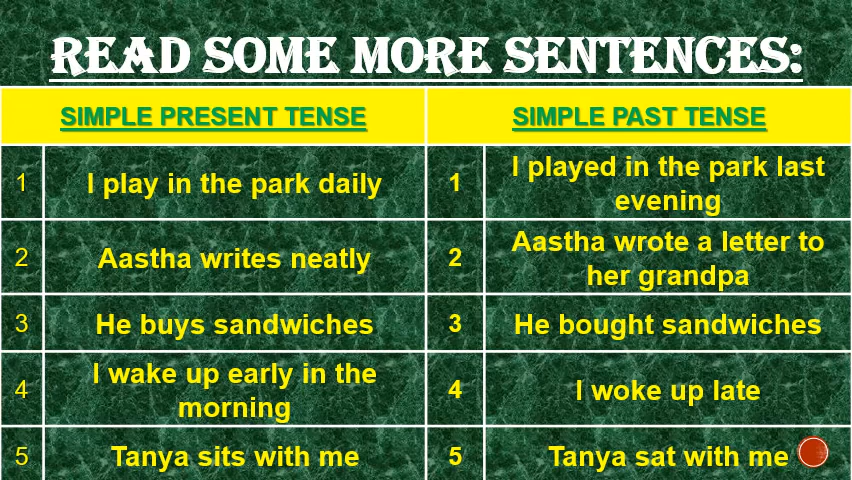 READ SOME MORE SENTENCES:
SIMPLE PRESENT TENSE
SIMPLE PAST TENSE
1
I play in the park daily
1
I played in the park last
evening
2
Aastha writes neatly
2
Aastha wrote a letter to
her grandpa
3
He buys sandwiches
3
He bought sandwiches
4
I wake up early in the
morning
4
I woke up late
5
Tanya sits with me
5
Tanya sat with me